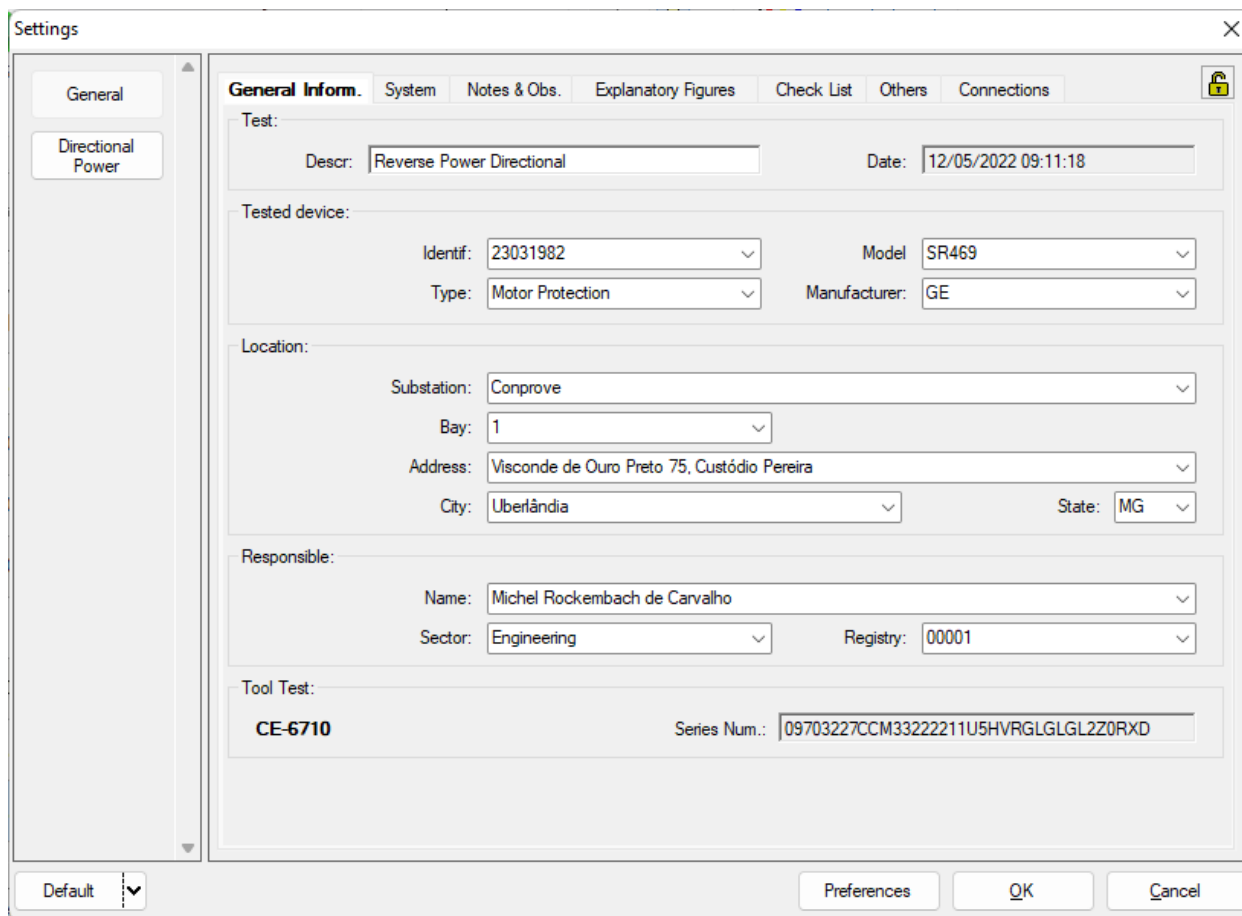 Settings
General
Directional
Power
General Inform. System Notes & Obs. Explanatory Figures Check List Others Connections
Test:
Descr: Reverse Power Directional Date: 12/05/2022 09:11:18
Tested device:
Identif: 23031982 Model SR469
Type: Motor Protection Manufacturer: GE
Location:
Substation: Conprove
Bay: 1
Address: Visconde de Ouro Preto 75, Custódio Pereira
City: Uberlândia State: MG
Responsible:
Name: Michel Rockembach de Carvalho
Sector: Engineering Registry: 00001
Tool Test:
CE-6710 Series Num.: 09703227CCM33222211U5HVRGLGLGL2Z0RXD
Default Preferences OK Cancel